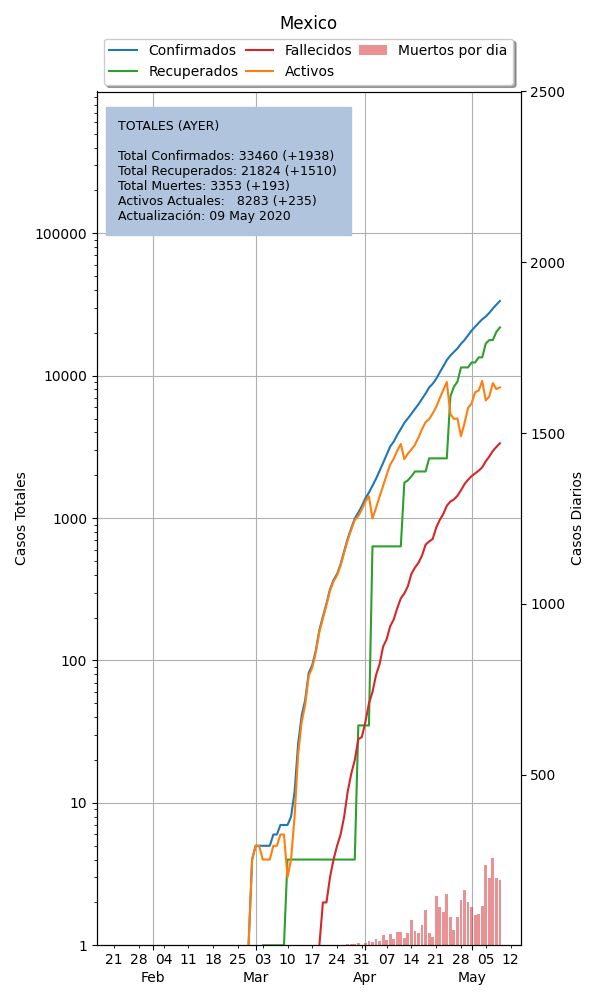 Mexico
Confirmados Fallecidos Muertos por dia
Recuperados Activos
TOTALES (AYER)
Total Confirmados: 33460 (+1938)
Total Recuperados: 21824 (+1510)
Total Muertes: 3353 (+193)
Activos Actuales: 8283 (+235)
Actualización: 09 May 2020
Casos Totales
100000
10000
1000
100
10
1
2500
2000
1500
1000
500
Casos Diarios
21 28 04 11 18 25 03 10 17 24 31 07 14 21 28 05 12
Feb Mar Apr May